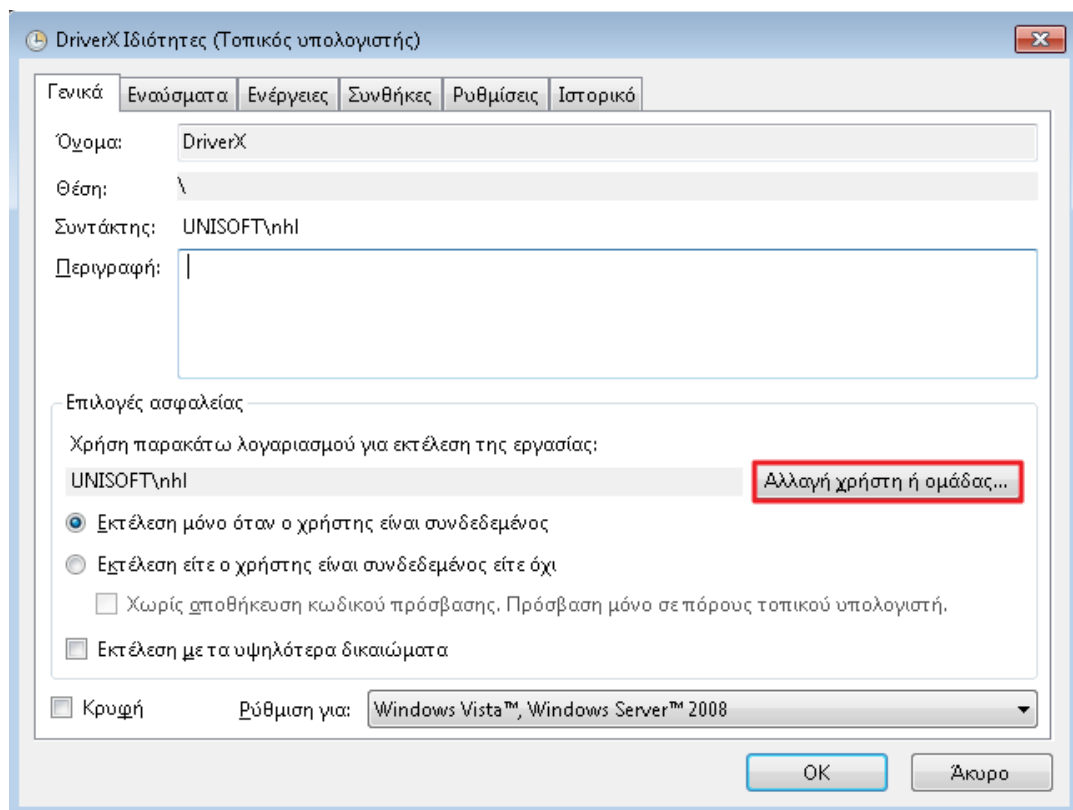 DriverX Ιδιότητες (Τοπικός υπολογιστής)
Γενικά Εναύσματα Ενέργειες Συνθήκες Ρυθμίσεις Ιστορικό
Όνομα: DriverX
Θέση: \
Συντάκτης: UNISOFT\nhl
Περιγραφή:
Επιλογές ασφαλείας
Χρήση παρακάτω λογαριασμού για εκτέλεση της εργασίας:
UNISOFT\nhl Αλλαγή χρήστη ή ομάδας...
Εκτέλεση μόνο όταν ο χρήστης είναι συνδεδεμένος
Εκτέλεση είτε ο χρήστης είναι συνδεδεμένος είτε όχι
Χωρίς αποθήκευση κωδικού πρόσβασης. Πρόσβαση μόνο σε πόρους τοπικού υπολογιστή.
Εκτέλεση με τα υψηλότερα δικαιώματα
Κρυφή Ρύθμιση για: Windows Vista™, Windows Server™ 2008
OK Άκυρο